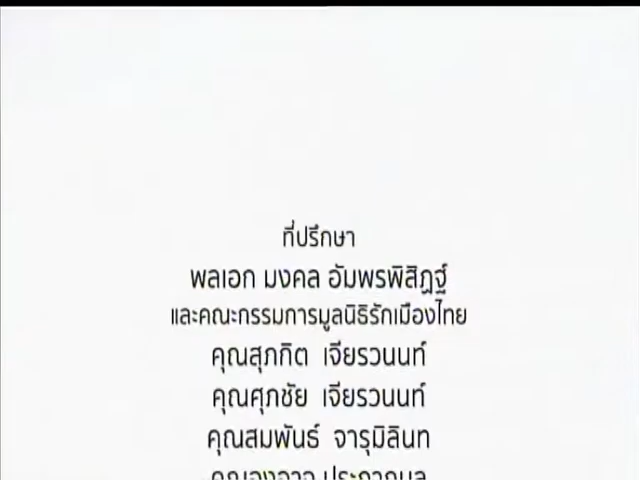 ที่ปรึกษา
พลเอก มงคล อัมพรพิสิฏฐ์
และคณะกรรมการมูลนิธิรักเมืองไทย
คุณสุภกิต เจียรวนนท์
คุณศุภชัย เจียรวนนท์
คุณสมพันธ์ จารุมิลินท